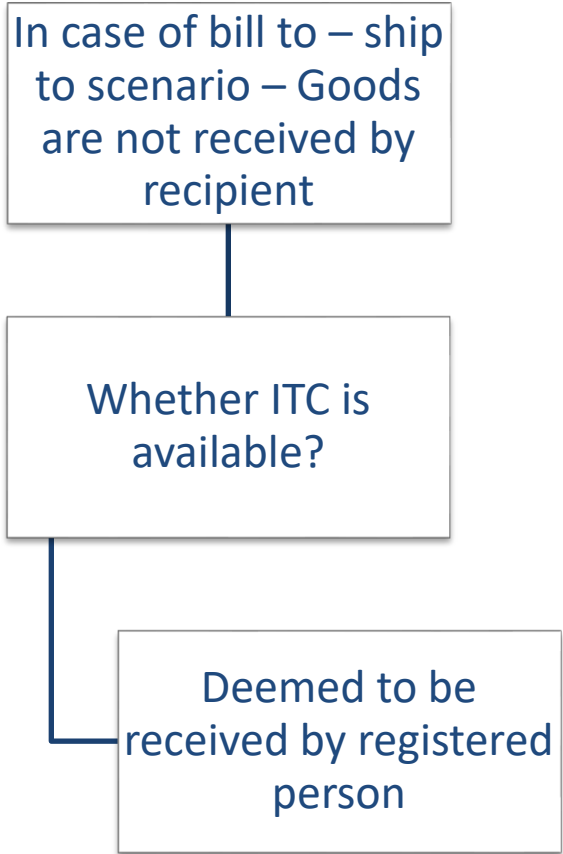 In case of bill to – ship
to scenario – Goods
are not received by
recipient
Whether ITC is
available?
Deemed to be
received by registered
person